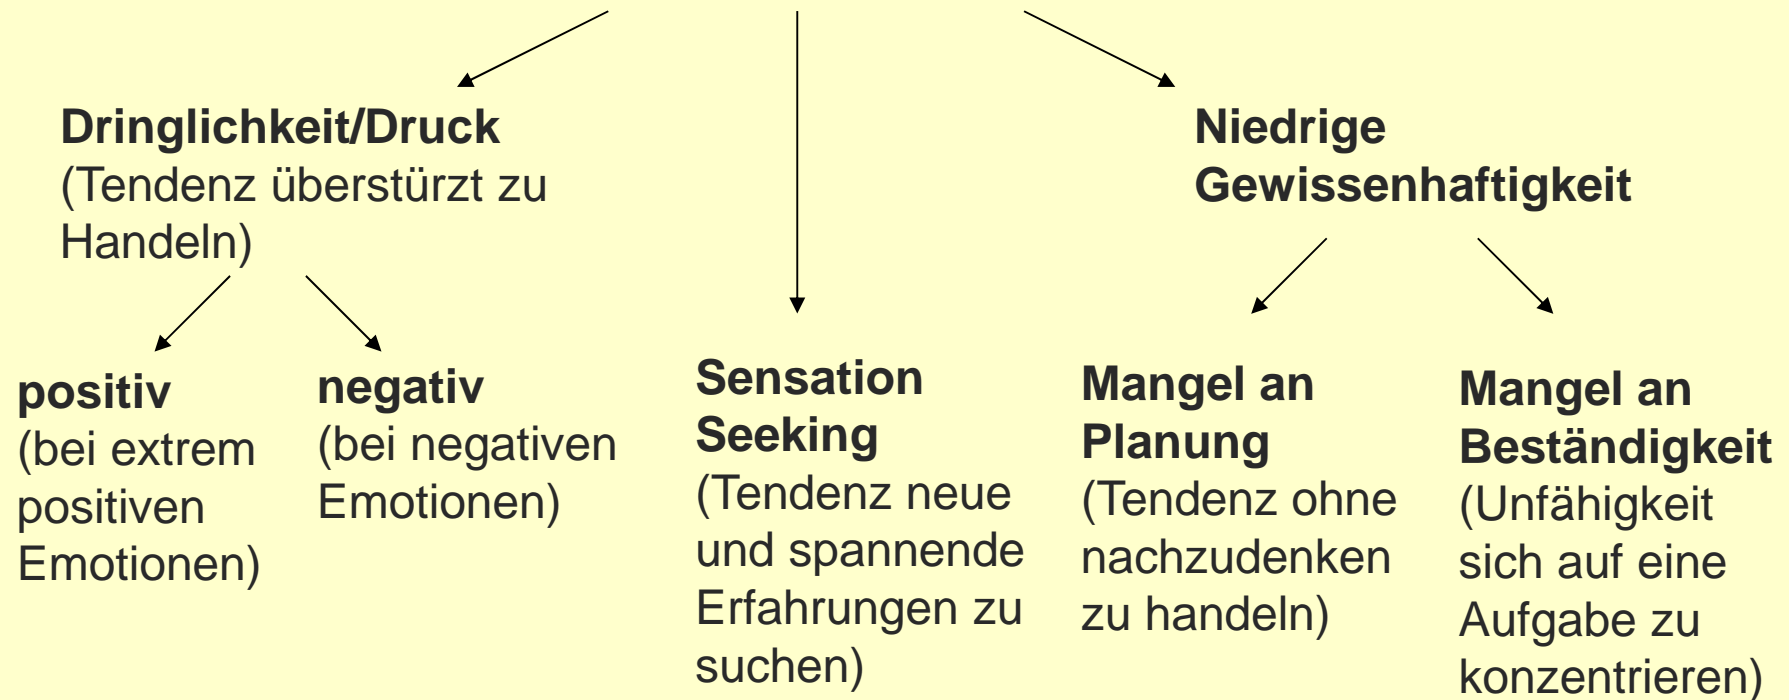 Dringlichkeit/Druck
(Tendenz überstürzt zu
Handeln)
Niedrige
Gewissenhaftigkeit
positiv
(bei extrem
positiven
Emotionen)
negativ
(bei negativen
Emotionen)
Sensation
Seeking
(Tendenz neue
und spannende
Erfahrungen zu
suchen)
Mangel an
Planung
(Tendenz ohne
nachzudenken
zu handeln)
Mangel an
Beständigkeit
(Unfähigkeit
sich auf eine
Aufgabe zu
konzentrieren)